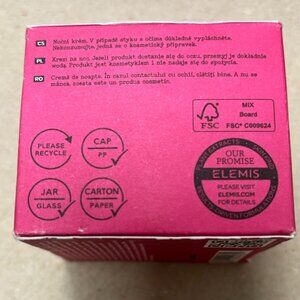 CS
Noční krém. V případě styku s očima důkladně vypláchněte.
Nekonzumujte, jedná se o kosmetický přípravek.
PL
Krem na noc. Jeżeli produkt dostanie się do oczu, przemyj je dokładnie
wodą. Produkt jest kosmetykiem i nie nadaje się do spożycia.
RO
Cremă de noapte. În cazul contactului cu ochii, clătiți bine. A nu se
mânca, acesta este un produs cosmetic.
FSC
MIX
Board
FSC® C009624
PLEASE
RECYCLE
CAP
PP
JAR
GLASS
CARTON
PAPER
OUR
PROMISE
ELEMIS
PLEASE VISIT
ELEMIS.COM
FOR DETAILS